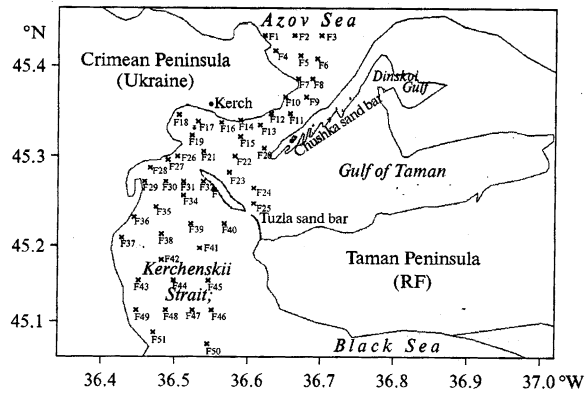 Azov Sea
°N
F1 F2 F3
Crimean Peninsula
(Ukraine)
F4
F5 F6
45.4
Dinskoi
Gulf
F7 F8
F10 F9
Kerch
F12 F11
F18 F17 F16 F14 F13
Chushka sand bar
F19 F15
F20
45.3
F26 F21 F22
F27
F28 F23
Gulf of Taman
F29 F30 F31 F32
F24
F34
F25
F35
Tuzla sand bar
F36
F39 F40
45.2
F37 F38
F41
Taman Peninsula
(RF)
F42
Kerchenskii
Strait;
F43 F44 F45
F49 F48 F47 F46
45.1
F51
F50
Black Sea
36.4 36.5 36.6 36.7 36.8 36.9 37.0 °W